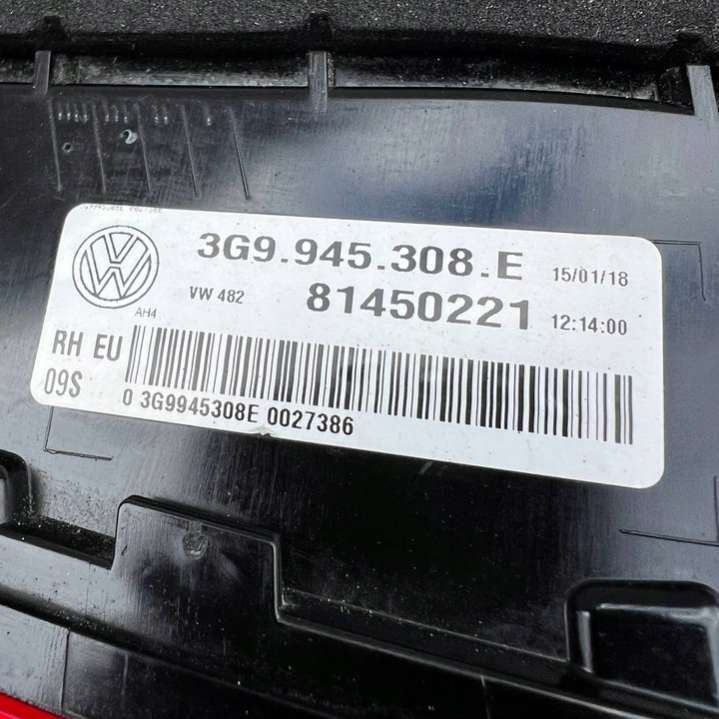 3G9.945.308.E 15/01/18
VW 482 81450221 12:14:00
AH4
RH EU
09S
0 3G9945308E 0027386